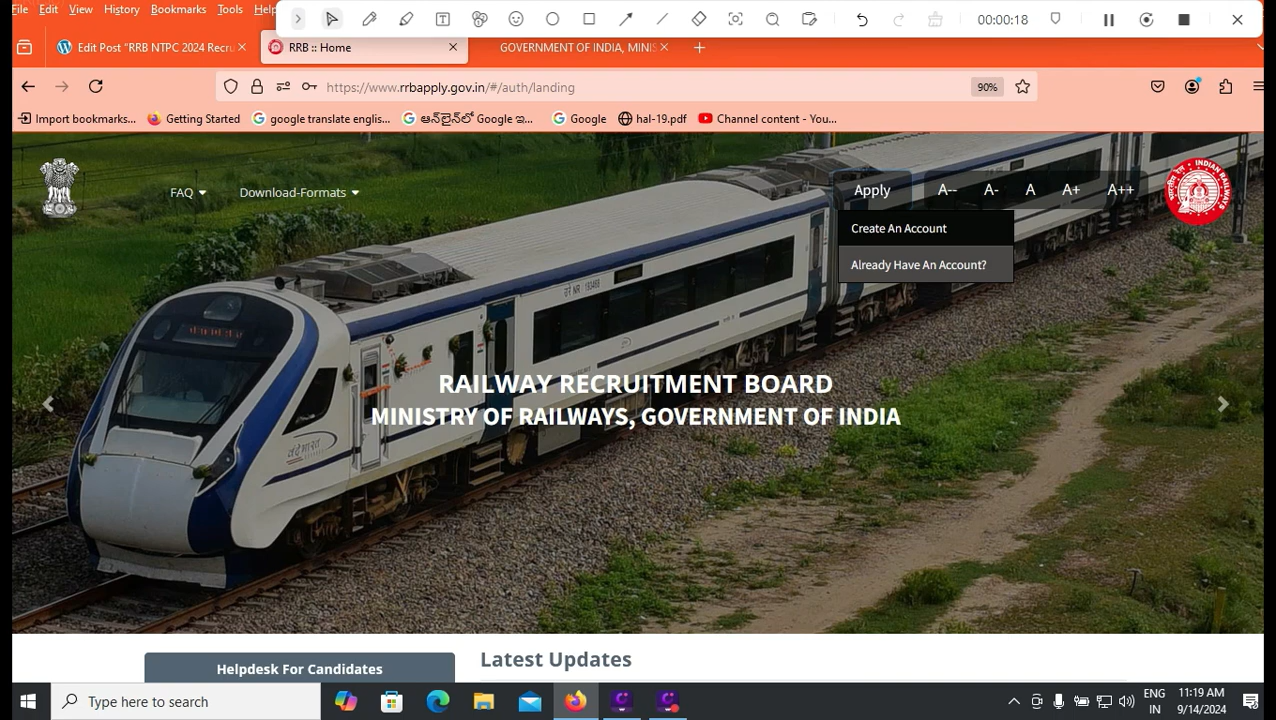 File Edit View History Bookmarks Tools Hel
00:00:18
Edit Post “RRB NTPC 2024 Recru
RRB :: Home
GOVERNMENT OF INDIA, MINIS
https://www.rrbapply.gov.in/#/auth/landing
90%
Import bookmarks...
Getting Started
google translate englis...
ఆన్‌లైన్‌లో Google ఇ...
Google
hal-19.pdf
Channel content - You...
FAQ
Download-Formats
Apply
A-- A- A A+ A++
INDIAN RAILWAYS
Create An Account
Already Have An Account?
RAILWAY RECRUITMENT BOARD
MINISTRY OF RAILWAYS, GOVERNMENT OF INDIA
Helpdesk For Candidates
Latest Updates
Type here to search
ENG
IN
11:19 AM
9/14/2024